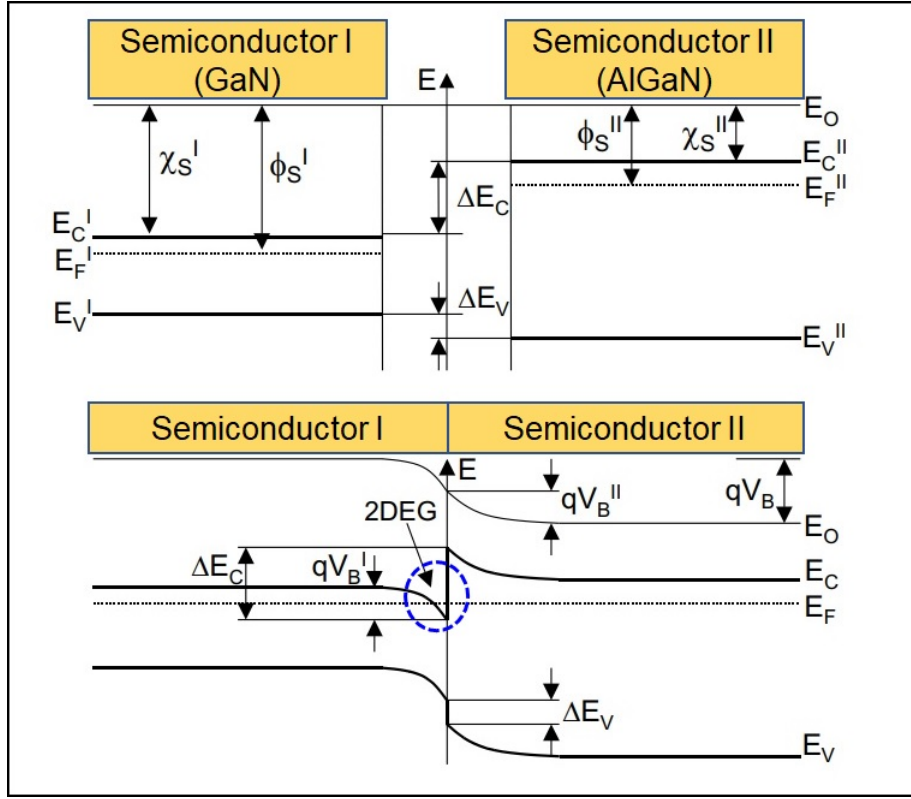 Semiconductor I
(GaN)
Semiconductor II
(AlGaN)
E
E_O
χ_S^I
ϕ_S^I
ϕ_S^II
χ_S^II
E_C^II
E_F^II
ΔE_C
E_C^I
E_F^I
E_V^I
ΔE_V
E_V^II
Semiconductor I
Semiconductor II
E
2DEG
qV_B^II
qV_B
E_O
ΔE_C
qV_B^I
E_C
E_F
ΔE_V
E_V